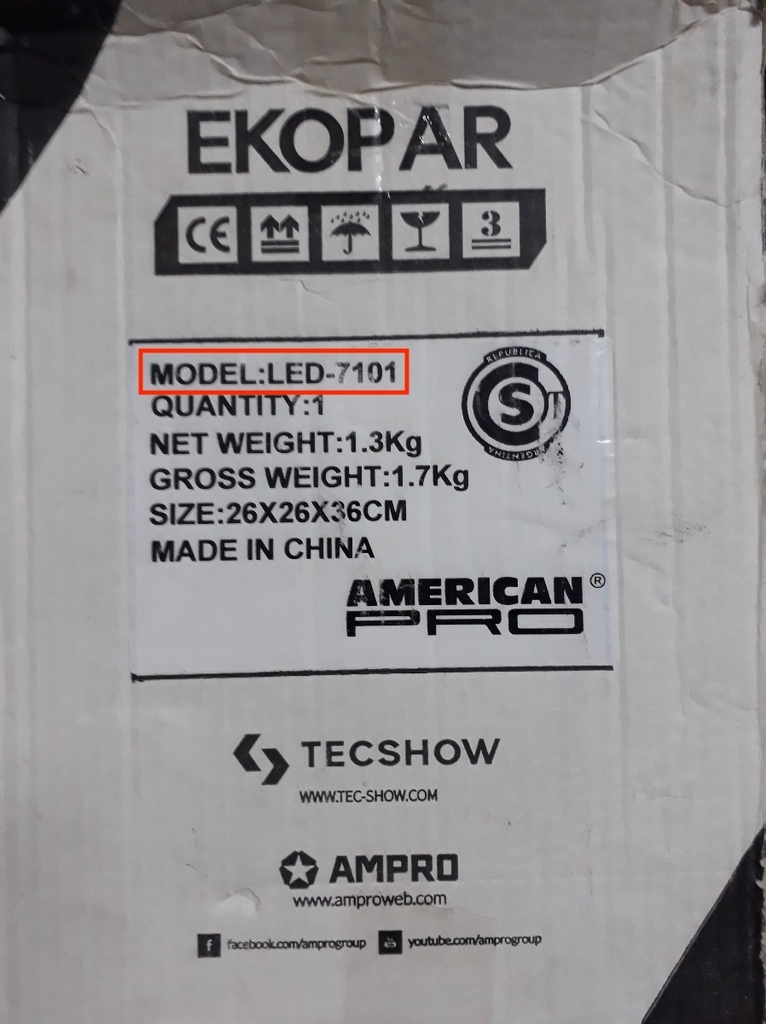 EKOPAR
CE
3
MODEL:LED-7101
QUANTITY:1
NET WEIGHT:1.3Kg
GROSS WEIGHT:1.7Kg
SIZE:26X26X36CM
MADE IN CHINA
REPUBLICA
S
T
ARGENTINA
AMERICAN®
PRO
TECSHOW
WWW.TEC-SHOW.COM
AMPRO
www.amproweb.com
f facebook.com/amprogroup youtube.com/amprogroup